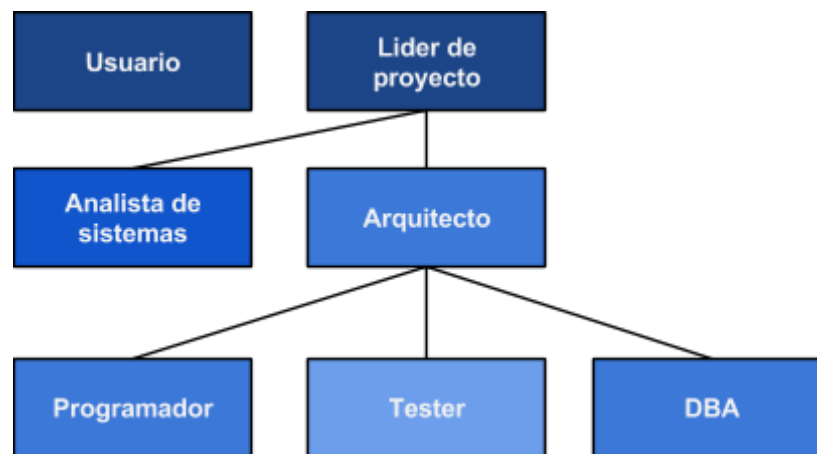 Usuario
Lider de
proyecto
Analista de
sistemas
Arquitecto
Programador
Tester
DBA